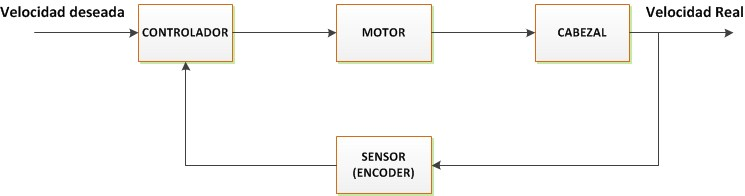 Velocidad deseada
Velocidad Real
CONTROLADOR
MOTOR
CABEZAL
SENSOR
(ENCODER)